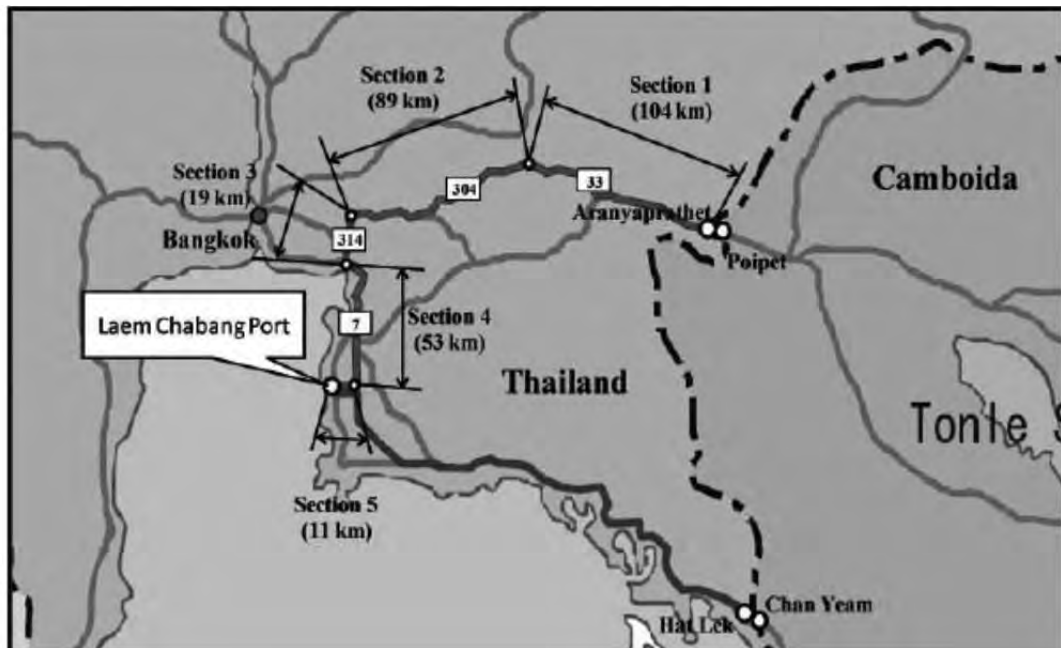 Section 2
(89 km)
Section 1
(104 km)
Section 3
(19 km)
304
33
Camboida
Aranyaprathet
Bangkok
314
Poipet
Laem Chabang Port
7
Section 4
(53 km)
Thailand
Tonle S
Section 5
(11 km)
Chan Yeam
Hat Lek